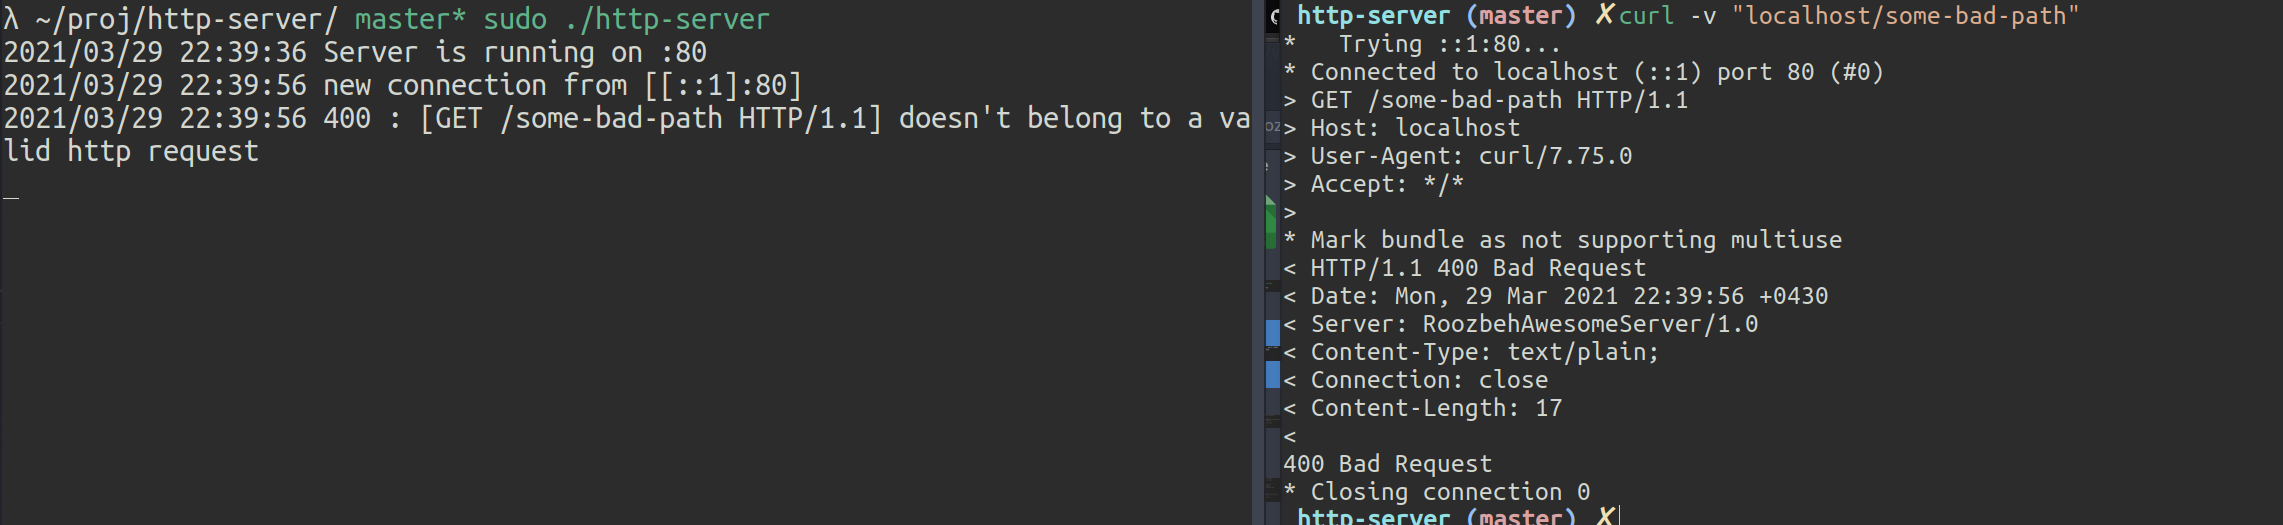 λ ~/proj/http-server/ master* sudo ./http-server
2021/03/29 22:39:36 Server is running on :80
2021/03/29 22:39:56 new connection from [[::1]:80]
2021/03/29 22:39:56 400 : [GET /some-bad-path HTTP/1.1] doesn't belong to a va
lid http request
http-server (master) ✗curl -v "localhost/some-bad-path"
*   Trying ::1:80...
* Connected to localhost (::1) port 80 (#0)
> GET /some-bad-path HTTP/1.1
> Host: localhost
> User-Agent: curl/7.75.0
> Accept: */*
>
* Mark bundle as not supporting multiuse
< HTTP/1.1 400 Bad Request
< Date: Mon, 29 Mar 2021 22:39:56 +0430
< Server: RoozbehAwesomeServer/1.0
< Content-Type: text/plain;
< Connection: close
< Content-Length: 17
<
400 Bad Request
* Closing connection 0
http-server (master) ✗